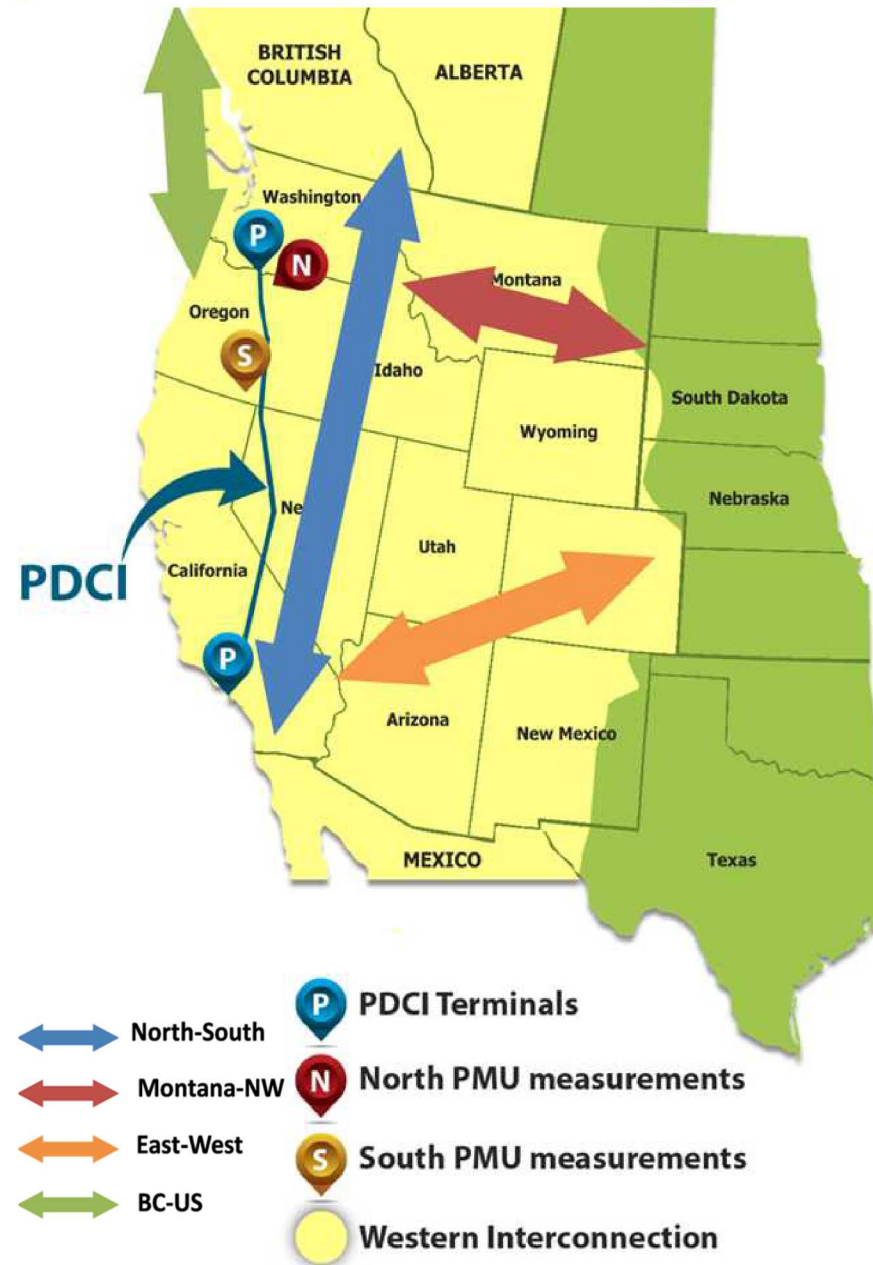 BRITISH
COLUMBIA
ALBERTA
Washington
P
N
Montana
Oregon
S
Idaho
South Dakota
Wyoming
Nebraska
Ne
Utah
PDCI
California
P
Arizona
New Mexico
MEXICO
Texas
P PDCI Terminals
North-South
N North PMU measurements
Montana-NW
East-West
S South PMU measurements
BC-US
Western Interconnection